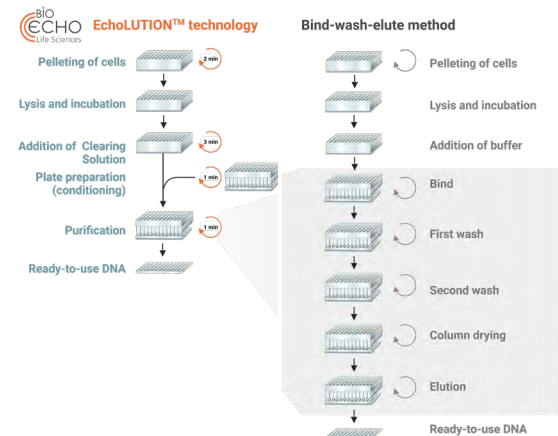 BIO
ECHO
Life Sciences
EchoLUTION™ technology
Pelleting of cells
2 min
Lysis and incubation
Addition of Clearing
Solution
3 min
Plate preparation
(conditioning)
1 min
Purification
1 min
Ready-to-use DNA
Bind-wash-elute method
Pelleting of cells
Lysis and incubation
Addition of buffer
Bind
First wash
Second wash
Column drying
Elution
Ready-to-use DNA